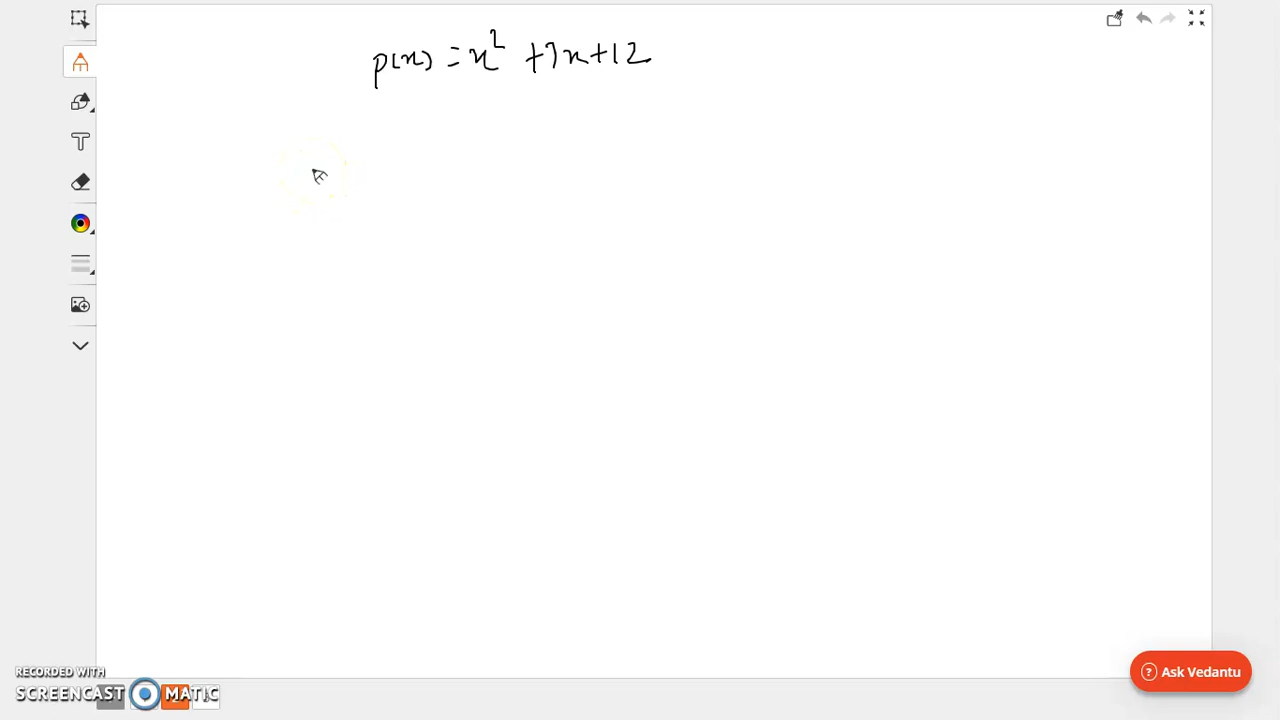 p(x) = x² + 7x + 12
RECORDED WITH
SCREENCAST MATIC
? Ask Vedantu